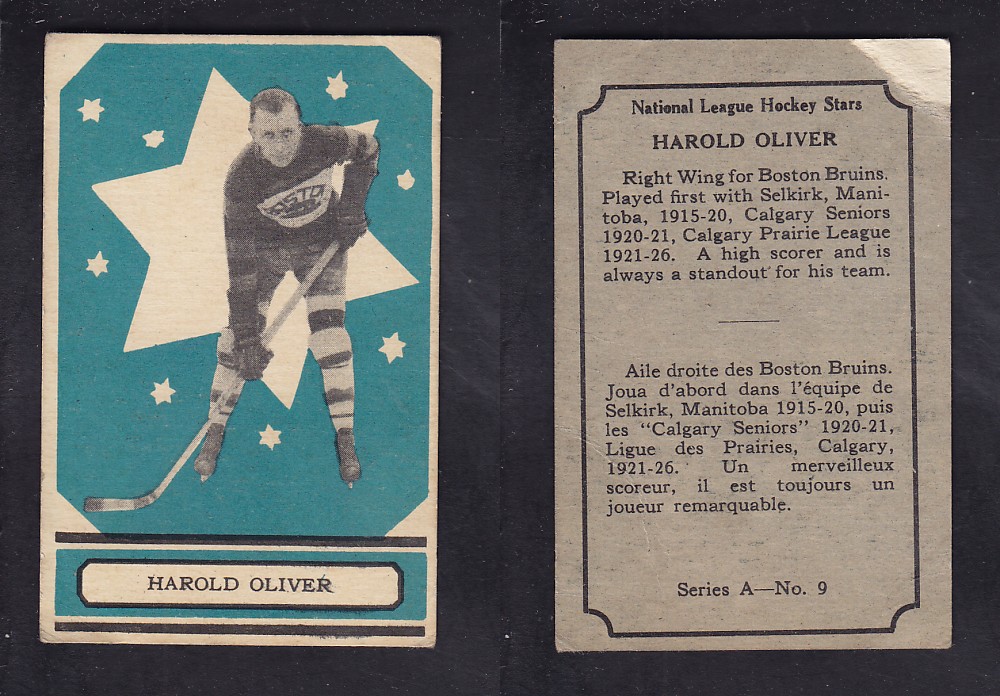 OSTO
HAROLD OLIVER
National League Hockey Stars
HAROLD OLIVER
Right Wing for Boston Bruins.
Played first with Selkirk, Mani-
toba, 1915-20, Calgary Seniors
1920-21, Calgary Prairie League
1921-26. A high scorer and is
always a standout for his team.
Aile droite des Boston Bruins.
Joua d'abord dans l'équipe de
Selkirk, Manitoba 1915-20, puis
les "Calgary Seniors" 1920-21,
Ligue des Prairies, Calgary,
1921-26. Un merveilleux
scoreur, il est toujours un
joueur remarquable.
Series A—No. 9